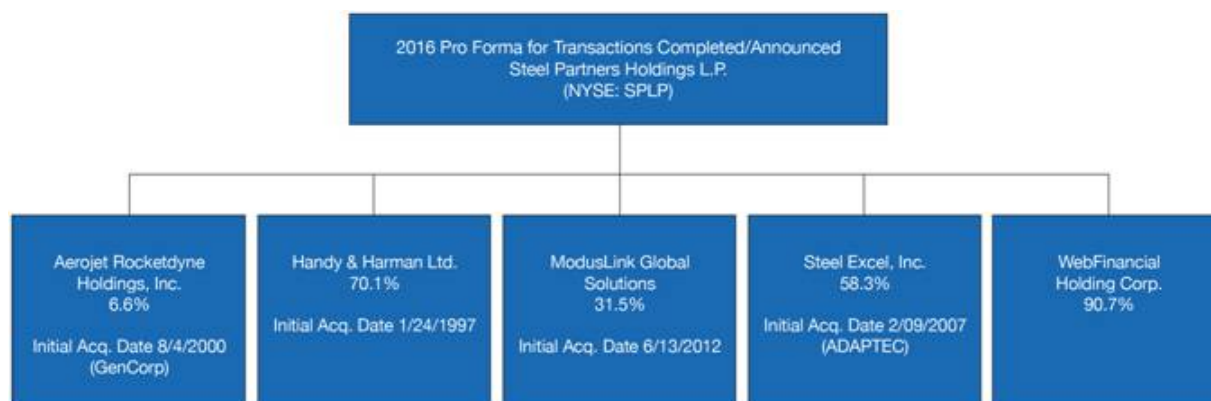 2016 Pro Forma for Transactions Completed/Announced
Steel Partners Holdings L.P.
(NYSE: SPLP)
Aerojet Rocketdyne
Holdings, Inc.
6.6%
Initial Acq. Date 8/4/2000
(GenCorp)
Handy & Harman Ltd.
70.1%
Initial Acq. Date 1/24/1997
ModusLink Global
Solutions
31.5%
Initial Acq. Date 6/13/2012
Steel Excel, Inc.
58.3%
Initial Acq. Date 2/09/2007
(ADAPTEC)
WebFinancial
Holding Corp.
90.7%